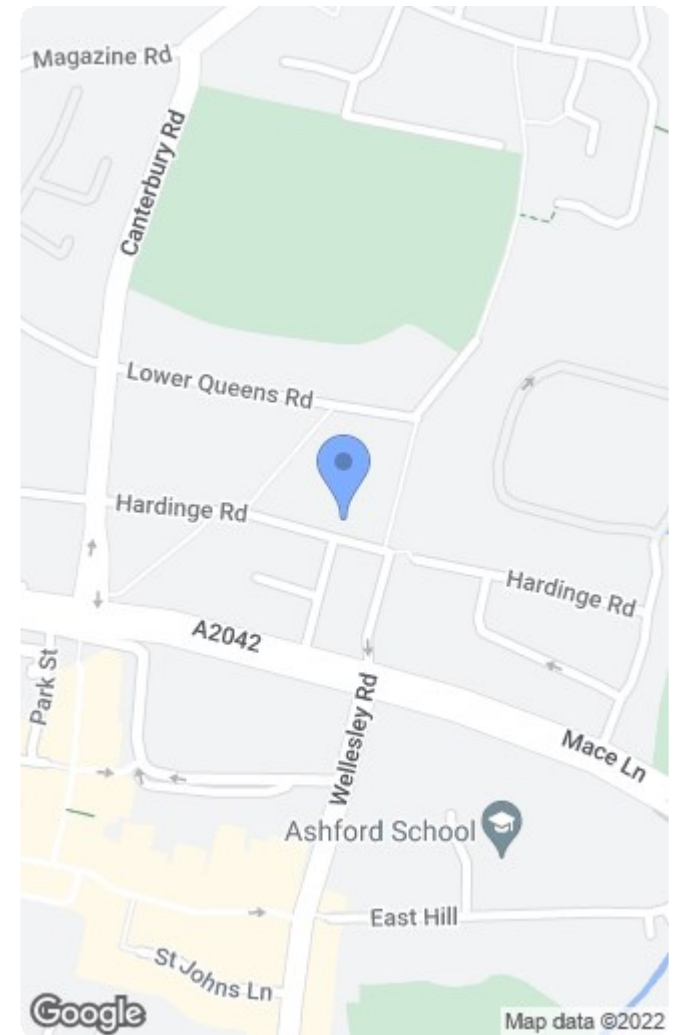 Magazine Rd
Canterbury Rd
Lower Queens Rd
Hardinge Rd
Hardinge Rd
A2042
Park St
Wellesley Rd
Mace Ln
Ashford School
East Hill
St Johns Ln
Google
Map data ©2022